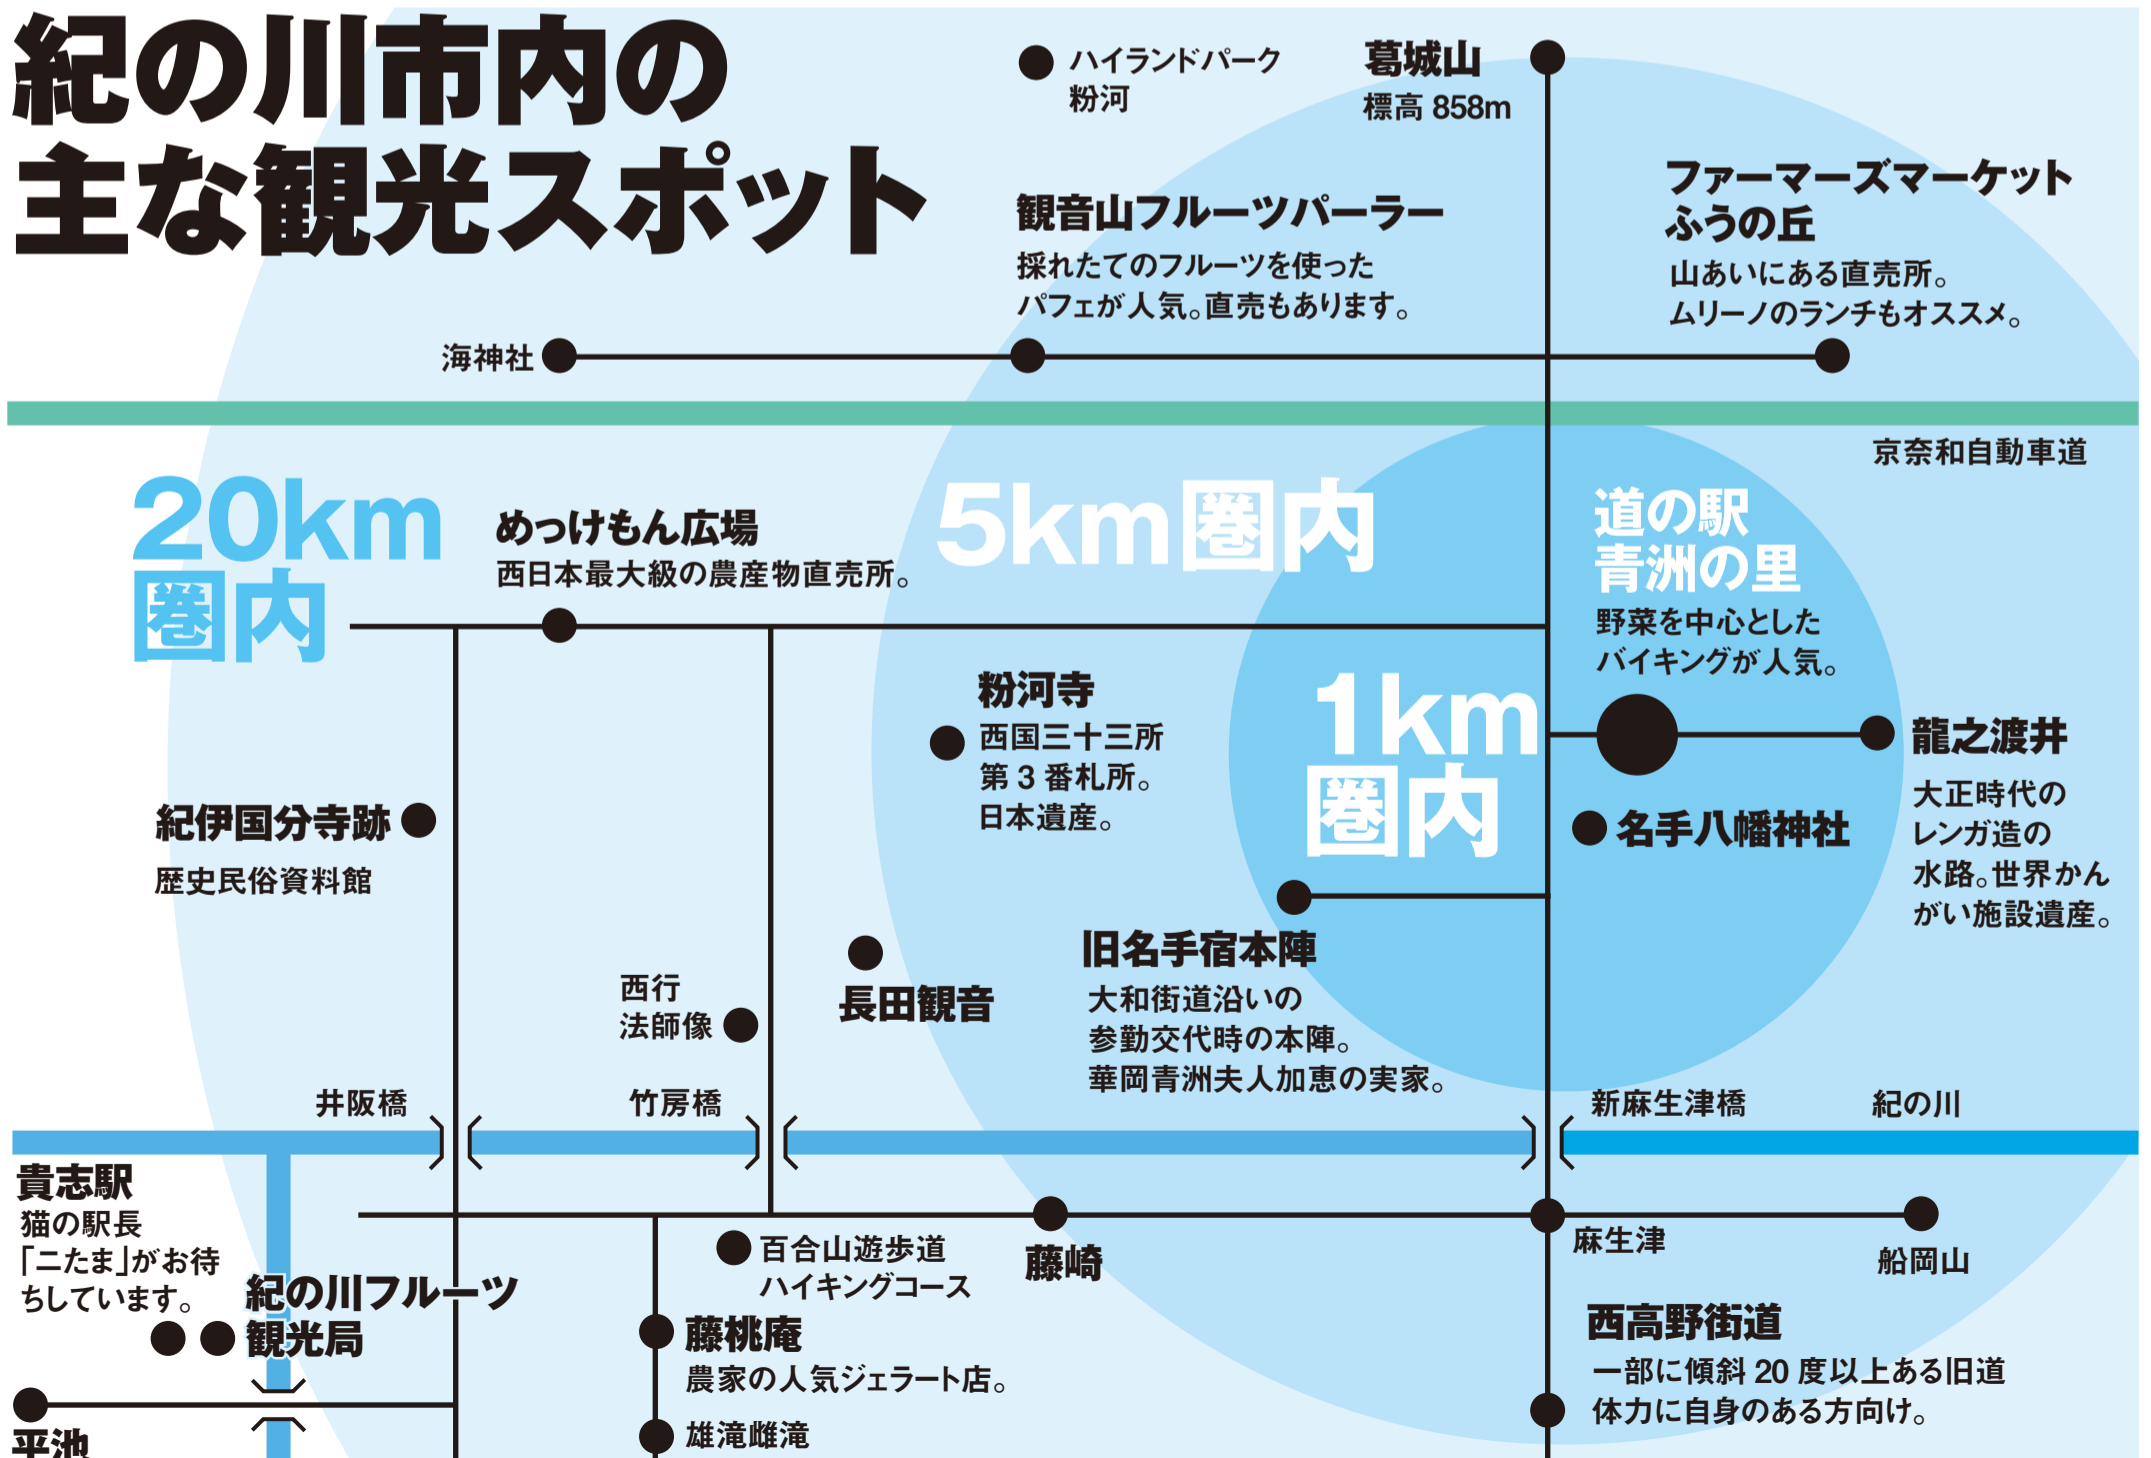 紀の川市内の
主な観光スポット
ハイランドパーク
粉河
葛城山
標高 858m
観音山フルーツパーラー
採れたてのフルーツを使った
パフェが人気。直売もあります。
ファーマーズマーケット
ふうの丘
山あいにある直売所。
ムリーノのランチもオススメ。
海神社
京奈和自動車道
20km
圏内
めっけもん広場
西日本最大級の農産物直売所。
5km圏内
道の駅
青洲の里
野菜を中心とした
バイキングが人気。
1km
圏内
粉河寺
西国三十三所
第 3 番札所。
日本遺産。
龍之渡井
大正時代の
レンガ造の
水路。世界かん
がい施設遺産。
名手八幡神社
紀伊国分寺跡
歴史民俗資料館
旧名手宿本陣
大和街道沿いの
参勤交代時の本陣。
華岡青洲夫人加恵の実家。
長田観音
西行
法師像
井阪橋
竹房橋
新麻生津橋
紀の川
貴志駅
猫の駅長
「ニたま」がお待
ちしています。
紀の川フルーツ
観光局
百合山遊歩道
ハイキングコース
藤崎
麻生津
船岡山
藤桃庵
農家の人気ジェラート店。
雄滝雌滝
西高野街道
一部に傾斜 20 度以上ある旧道
体力に自身のある方向け。
平池